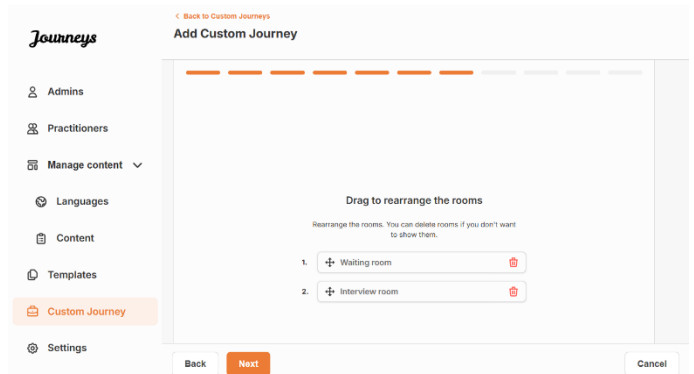 Back to Custom Journeys
Add Custom Journey
Journeys
Admins
Practitioners
Manage content
Languages
Content
Templates
Custom Journey
Settings
Drag to rearrange the rooms
Rearrange the rooms. You can delete rooms if you don't want
to show them.
1. Waiting room
2. Interview room
Back
Next
Cancel